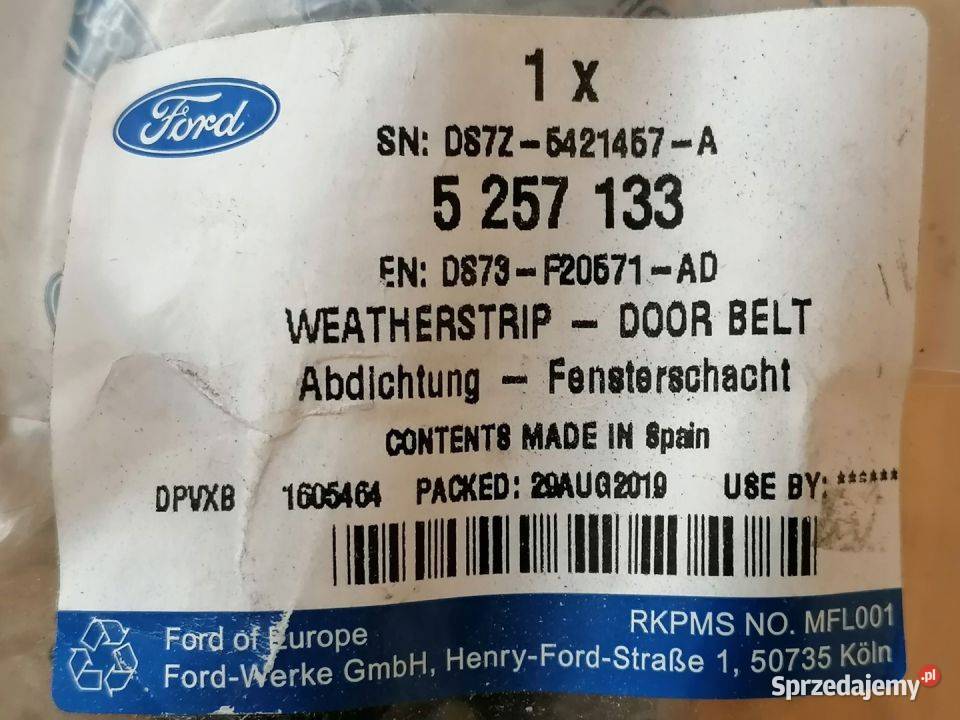 Ford
1 x
SN: DS7Z-5421457-A
5 257 133
EN: DS73-F20571-AD
WEATHERSTRIP - DOOR BELT
Abdichtung - Fensterschacht
CONTENTS MADE IN Spain
DPVXB 1605464 PACKED: 29AUG2019 USE BY: ******
RKPMS NO. MFL001
Ford of Europe
Ford-Werke GmbH, Henry-Ford-Straße 1, 50735 Köln
Sprzedajemy.pl